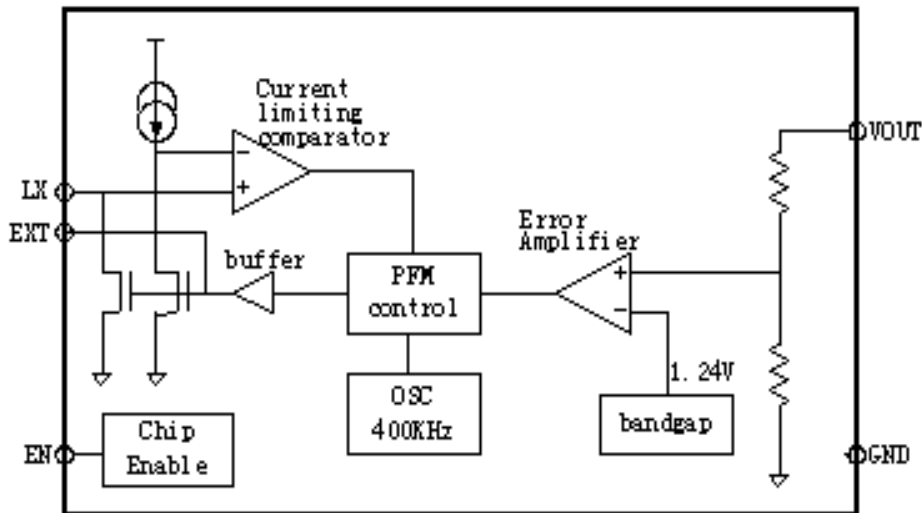 Current
limiting
comparator
VOUT
−
LX
+
EXT
Error
Amplifier
buffer
PFM
control
+
−
1.24V
OSC
400KHz
bandgap
Chip
Enable
EN
GND